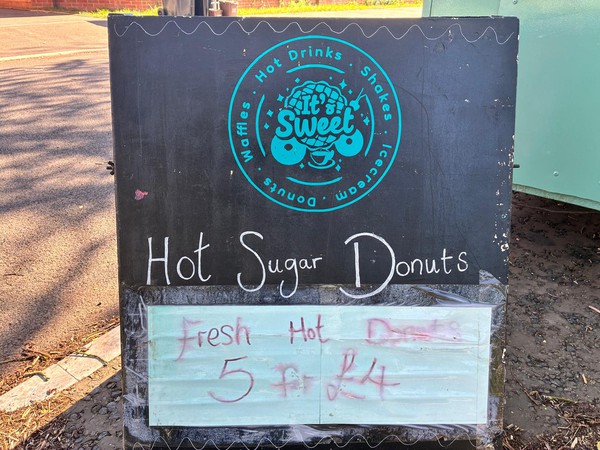 Hot Drinks · Shakes · Icecream · Donuts · Waffles
It's
Sweet
Hot Sugar Donuts
Fresh Hot Donuts
5 For £4